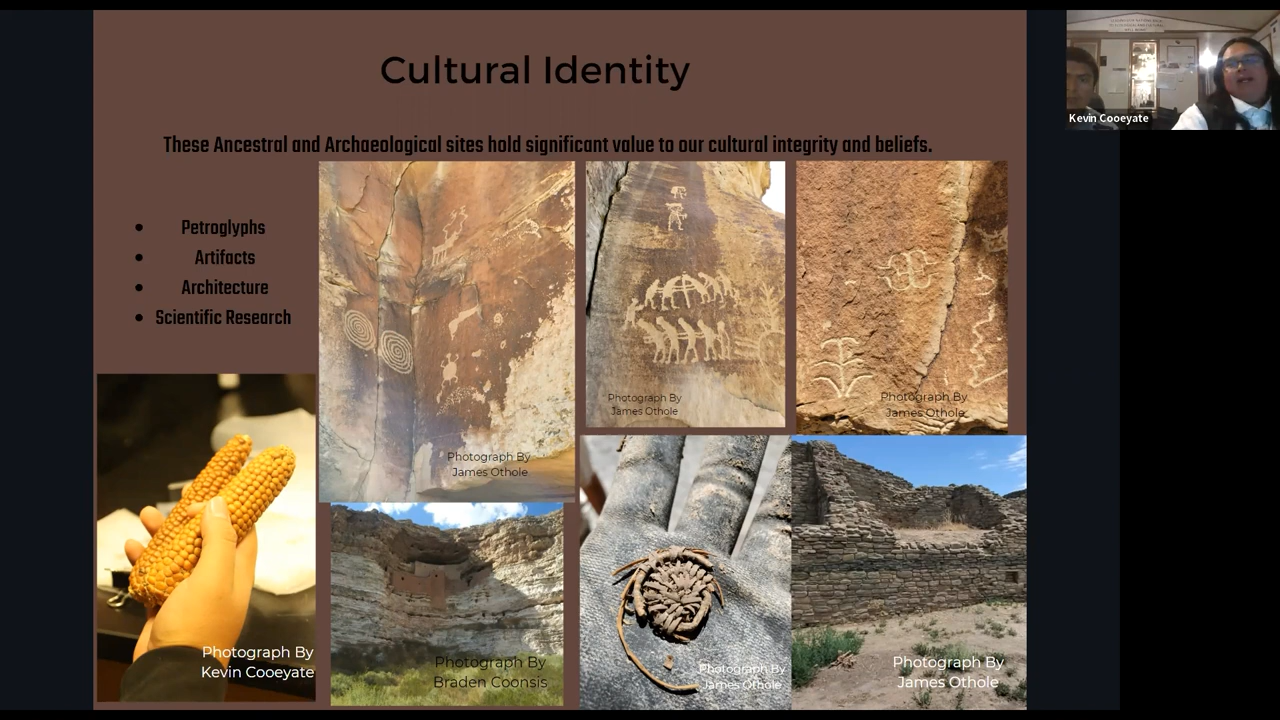 Cultural Identity
These Ancestral and Archaeological sites hold significant value to our cultural integrity and beliefs.
Petroglyphs
Artifacts
Architecture
Scientific Research
Photograph By
James Othole
Photograph By
James Othole
Photograph By
James Othole
Photograph By
Kevin Cooeyate
Photograph By
Braden Coonsis
Photograph By
James Othole
Photograph By
James Othole
Kevin Cooeyate